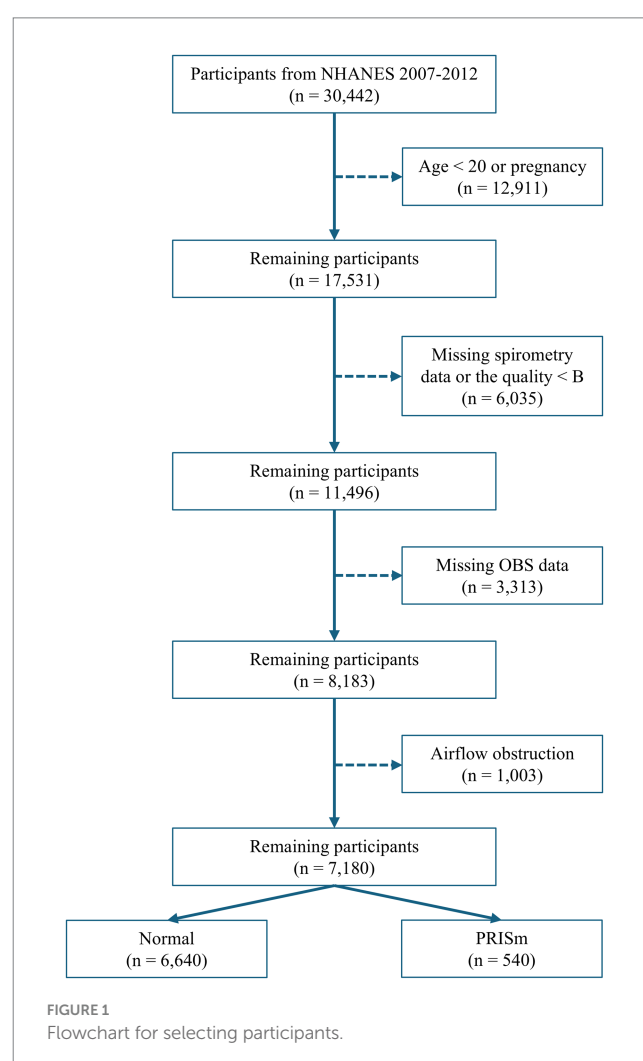 Participants from NHANES 2007-2012
(n = 30,442)
Age < 20 or pregnancy
(n = 12,911)
Remaining participants
(n = 17,531)
Missing spirometry
data or the quality < B
(n = 6,035)
Remaining participants
(n = 11,496)
Missing OBS data
(n = 3,313)
Remaining participants
(n = 8,183)
Airflow obstruction
(n = 1,003)
Remaining participants
(n = 7,180)
Normal
(n = 6,640)
PRISm
(n = 540)
FIGURE 1
Flowchart for selecting participants.